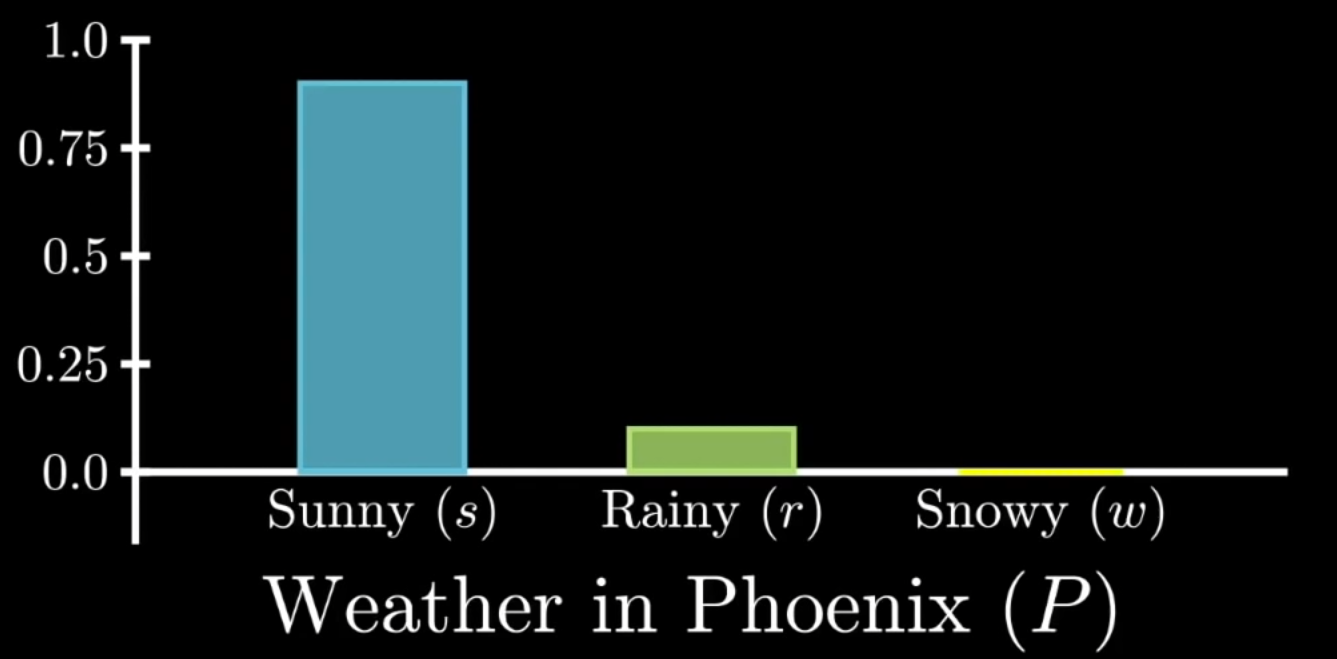 1.0
0.75
0.5
0.25
0.0
Sunny (s) Rainy (r) Snowy (w)
Weather in Phoenix (P)